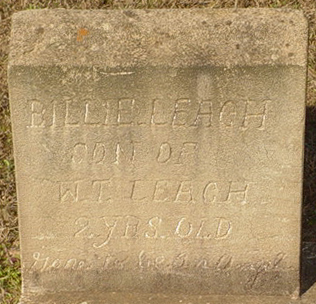 BILLIE LEACH
SON OF
W.T. LEACH
2 YRS. OLD
Gone to be an Angel